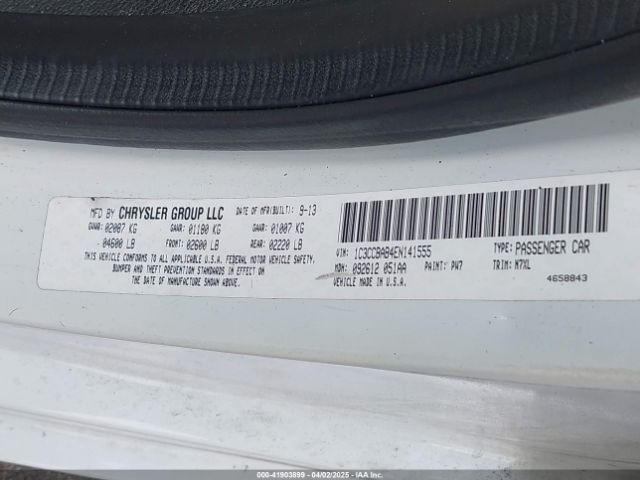 MFD BY CHRYSLER GROUP LLC DATE OF MFR(BUILT): 9-13
GVWR: 02087 KG GAWR: 01180 KG GAWR: 01007 KG
04600 LB FRONT: 02600 LB REAR: 02220 LB
THIS VEHICLE CONFORMS TO ALL APPLICABLE U.S.A. FEDERAL MOTOR VEHICLE SAFETY,
BUMPER AND THEFT PREVENTION STANDARDS IN EFFECT ON
THE DATE OF MANUFACTURE SHOWN ABOVE.
VIN: 1C3CCBAB4EN141555 TYPE: PASSENGER CAR
MDH: 092612 051AA PAINT: PW7 TRIM: M7XL
VEHICLE MADE IN U.S.A. 4658843
000-41903899 - 04/02/2025 - IAAI.COM